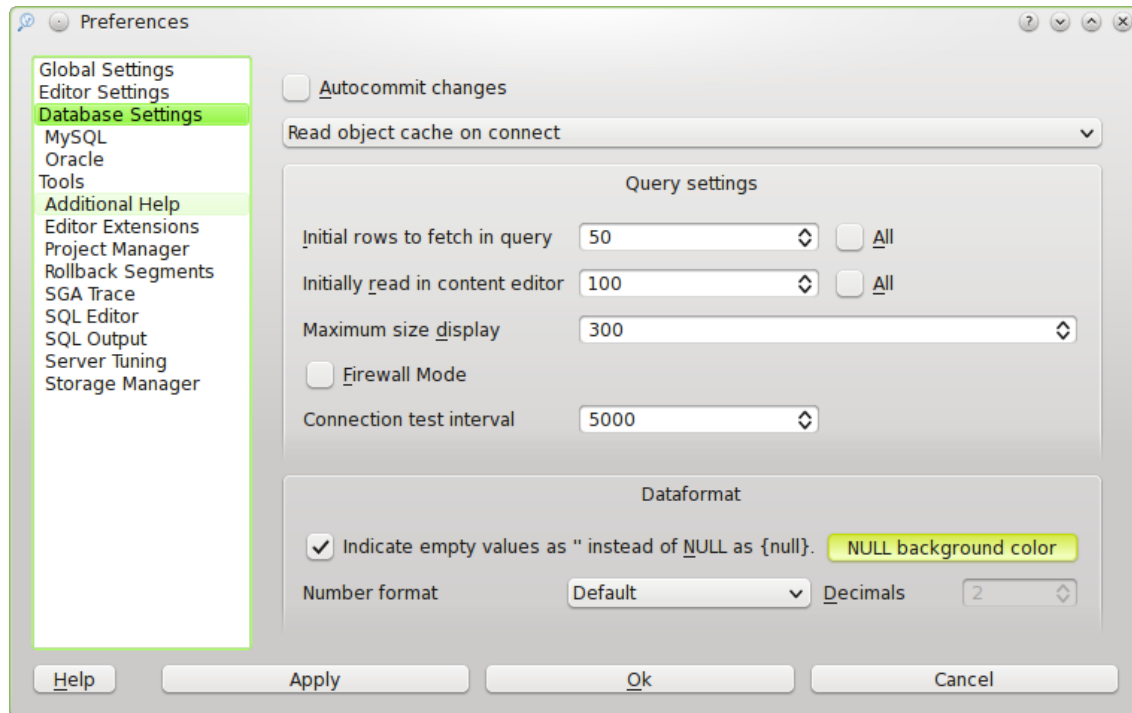 Preferences
Global Settings
Editor Settings
Database Settings
MySQL
Oracle
Tools
Additional Help
Editor Extensions
Project Manager
Rollback Segments
SGA Trace
SQL Editor
SQL Output
Server Tuning
Storage Manager
Autocommit changes
Read object cache on connect
Query settings
Initial rows to fetch in query 50 All
Initially read in content editor 100 All
Maximum size display 300
Firewall Mode
Connection test interval 5000
Dataformat
Indicate empty values as '' instead of NULL as {null}. NULL background color
Number format Default Decimals 2
Help Apply Ok Cancel